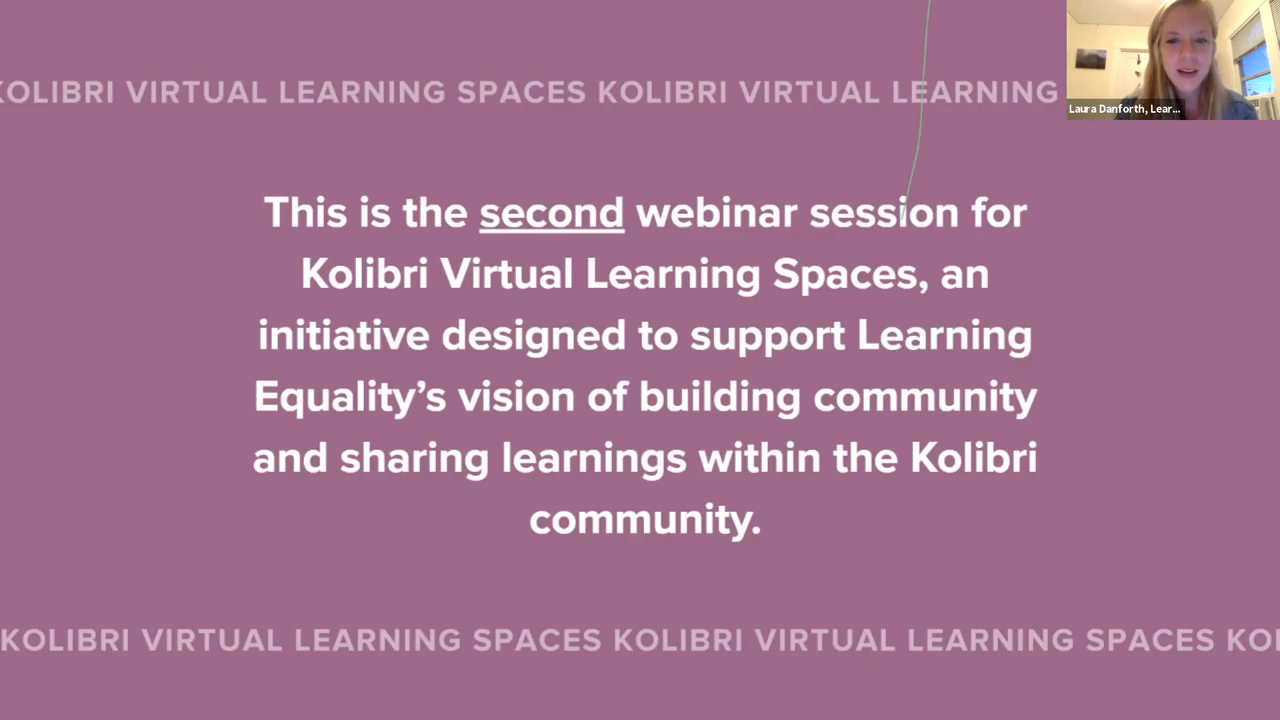 KOLIBRI VIRTUAL LEARNING SPACES KOLIBRI VIRTUAL LEARNING
Laura Danforth, Lear...
This is the second webinar session for
Kolibri Virtual Learning Spaces, an
initiative designed to support Learning
Equality’s vision of building community
and sharing learnings within the Kolibri
community.
KOLIBRI VIRTUAL LEARNING SPACES KOLIBRI VIRTUAL LEARNING SPACES KOL